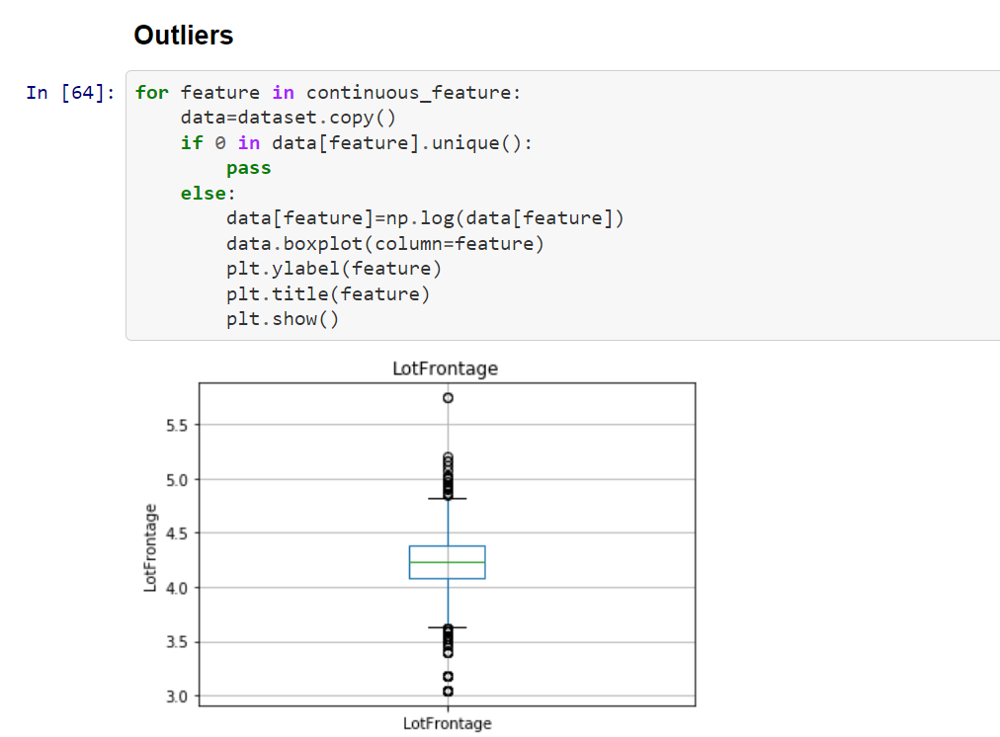 Outliers
In [64]: for feature in continuous_feature:
    data=dataset.copy()
    if 0 in data[feature].unique():
        pass
    else:
        data[feature]=np.log(data[feature])
        data.boxplot(column=feature)
        plt.ylabel(feature)
        plt.title(feature)
        plt.show()
LotFrontage
5.5
5.0
4.5
4.0
3.5
3.0
LotFrontage
LotFrontage